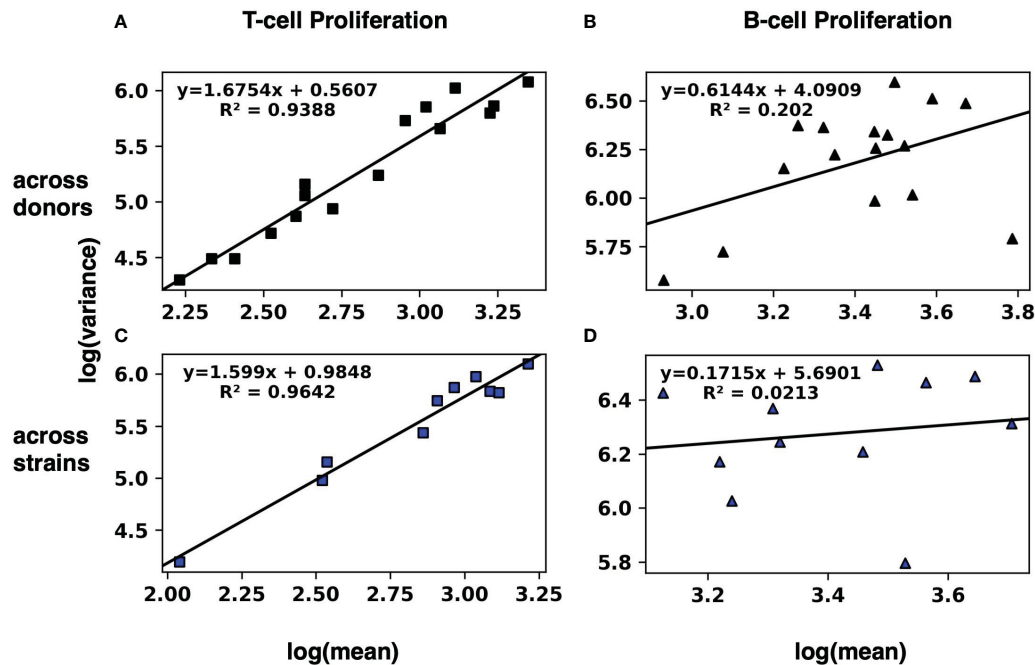 A
T-cell Proliferation
B
B-cell Proliferation
across
donors
log(variance)
y=1.6754x + 0.5607
R² = 0.9388
6.0
5.5
5.0
4.5
2.25 2.50 2.75 3.00 3.25
y=0.6144x + 4.0909
R² = 0.202
6.50
6.25
6.00
5.75
3.0 3.2 3.4 3.6 3.8
C
D
across
strains
y=1.599x + 0.9848
R² = 0.9642
6.0
5.5
5.0
4.5
2.00 2.25 2.50 2.75 3.00 3.25
log(mean)
y=0.1715x + 5.6901
R² = 0.0213
6.4
6.2
6.0
5.8
3.2 3.4 3.6
log(mean)